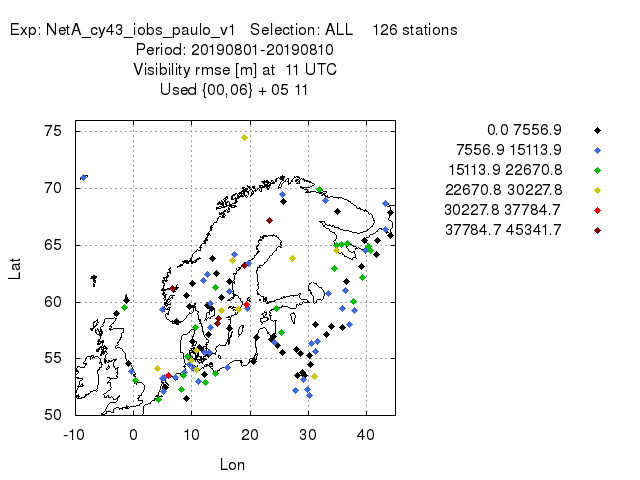 Exp: NetA_cy43_iobs_paulo_v1   Selection: ALL    126 stations
Period: 20190801-20190810
Visibility rmse [m] at  11 UTC
Used {00,06} + 05 11
0.0 7556.9
7556.9 15113.9
15113.9 22670.8
22670.8 30227.8
30227.8 37784.7
37784.7 45341.7
75
70
65
60
55
50
Lat
-10 0 10 20 30 40
Lon